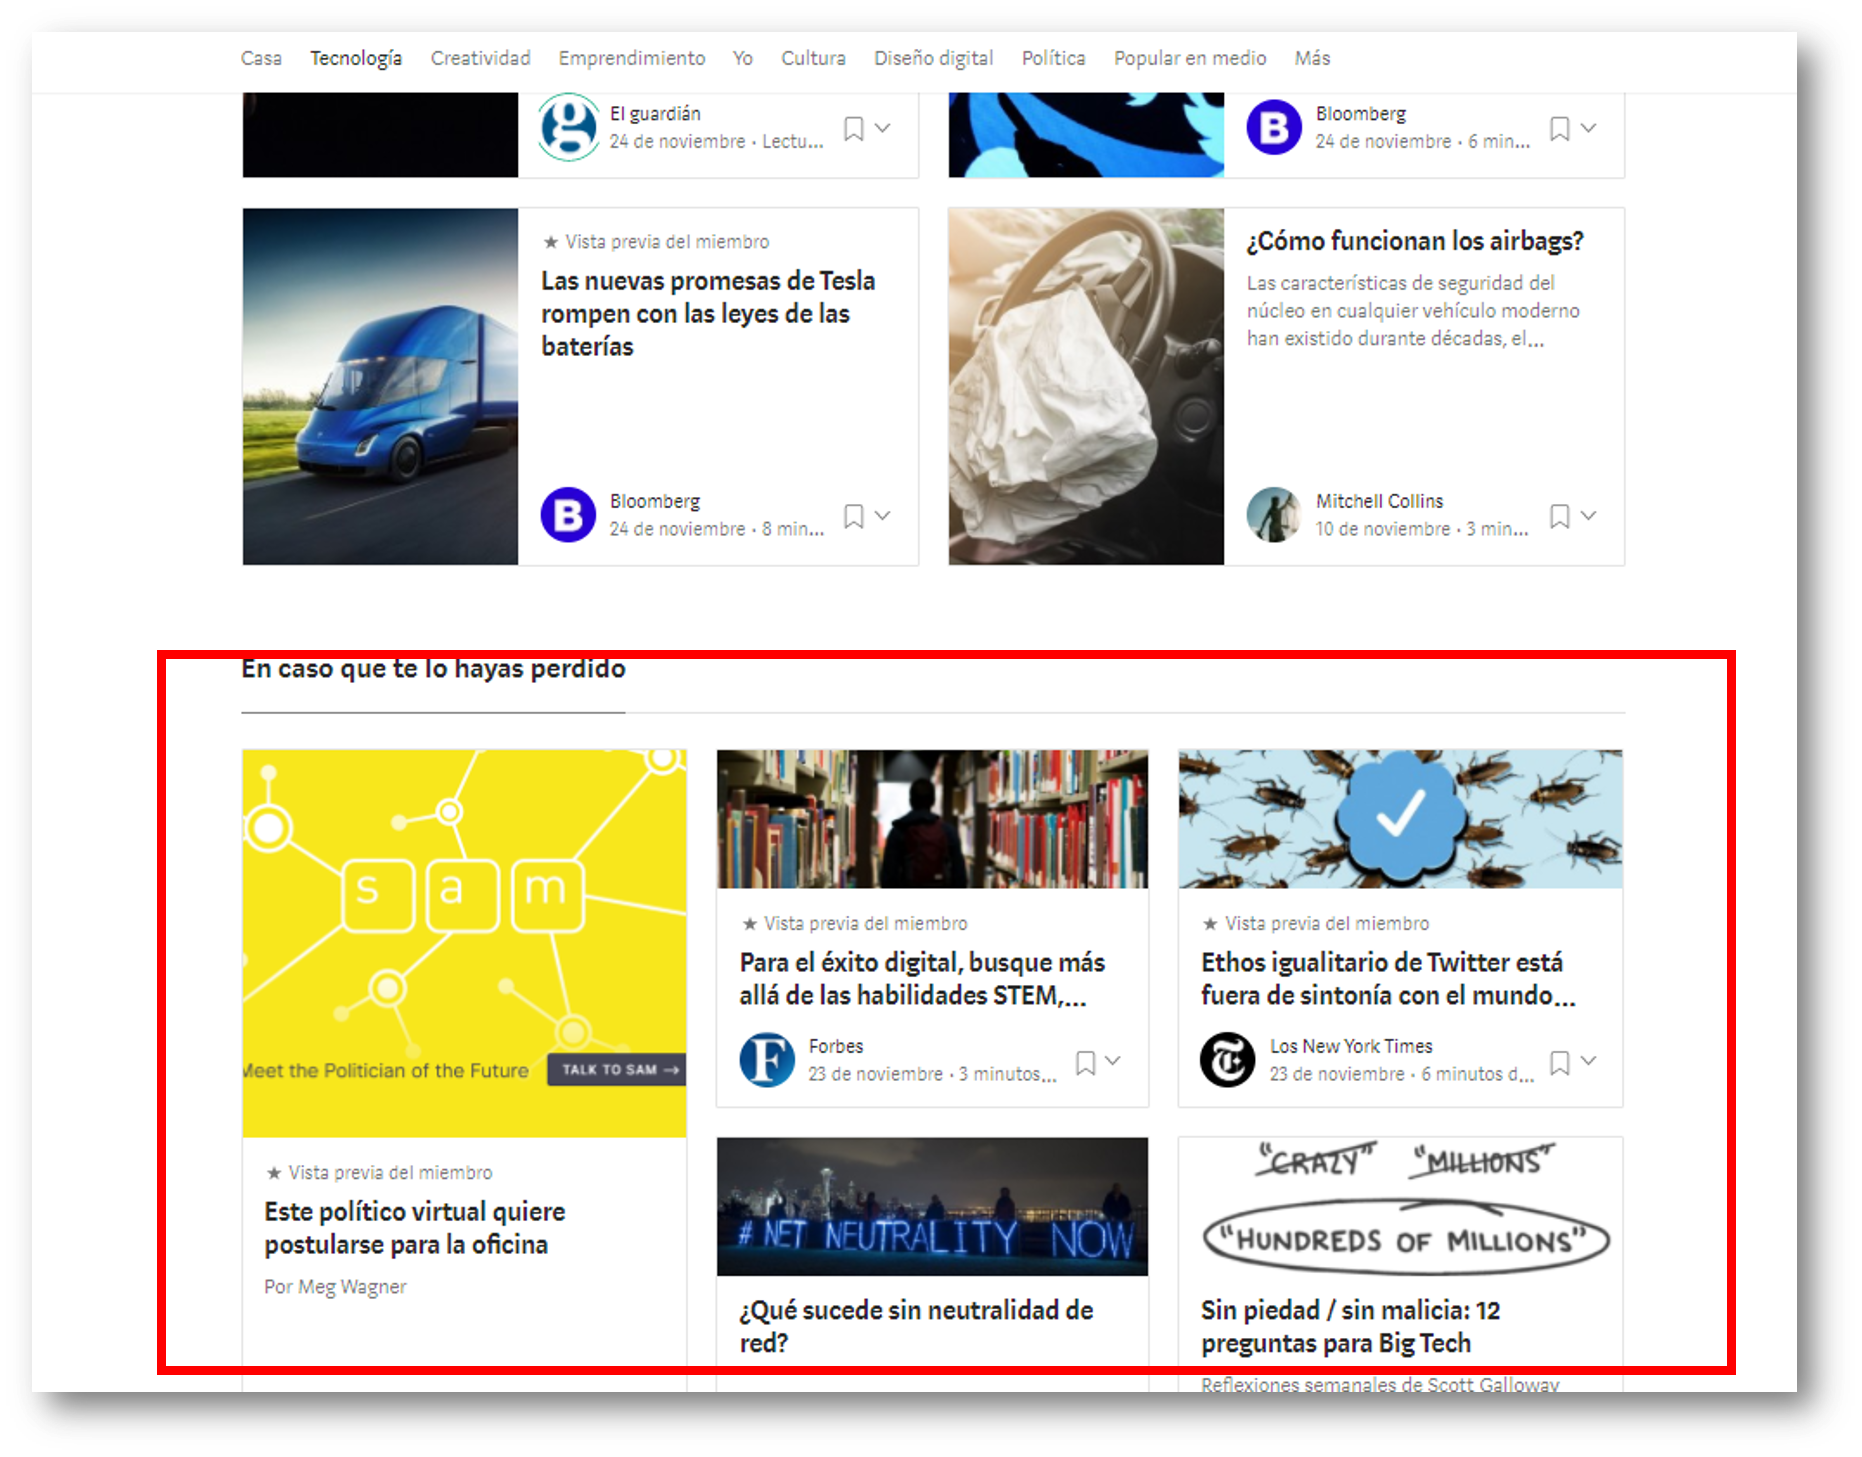 Casa Tecnología Creatividad Emprendimiento Yo Cultura Diseño digital Política Popular en medio Más
El guardián
24 de noviembre · Lectu...
B
Bloomberg
24 de noviembre · 6 min...
★ Vista previa del miembro
Las nuevas promesas de Tesla
rompen con las leyes de las
baterías
B
Bloomberg
24 de noviembre · 8 min...
¿Cómo funcionan los airbags?
Las características de seguridad del
núcleo en cualquier vehículo moderno
han existido durante décadas, el...
Mitchell Collins
10 de noviembre · 3 min...
En caso que te lo hayas perdido
s a m
Meet the Politician of the Future
TALK TO SAM →
★ Vista previa del miembro
Este político virtual quiere
postularse para la oficina
Por Meg Wagner
★ Vista previa del miembro
Para el éxito digital, busque más
allá de las habilidades STEM,...
F
Forbes
23 de noviembre · 3 minutos...
★ Vista previa del miembro
Ethos igualitario de Twitter está
fuera de sintonía con el mundo...
T
Los New York Times
23 de noviembre · 6 minutos d...
# NET NEUTRALITY NOW
¿Qué sucede sin neutralidad de
red?
"CRAZY" "MILLIONS"
"HUNDREDS OF MILLIONS"
Sin piedad / sin malicia: 12
preguntas para Big Tech
Reflexiones semanales de Scott Galloway